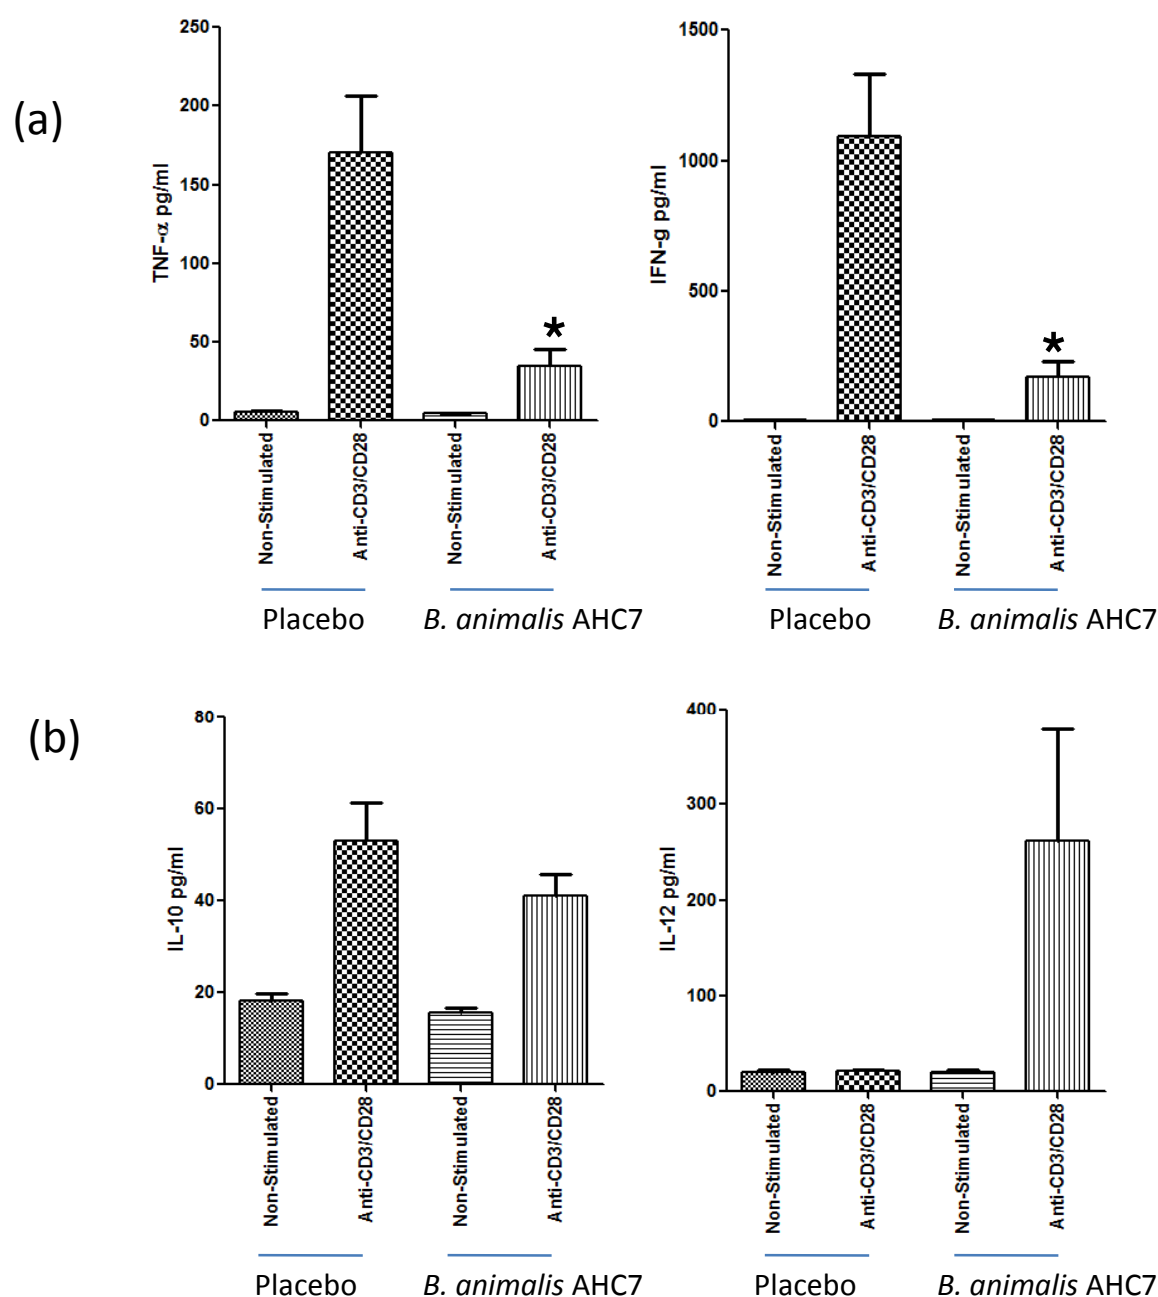 (a)
TNF-α pg/ml
250
200
150
100
50
0
*
Non-Stimulated
Anti-CD3/CD28
Non-Stimulated
Anti-CD3/CD28
Placebo
B. animalis AHC7
IFN-g pg/ml
1500
1000
500
0
*
Non-Stimulated
Anti-CD3/CD28
Non-Stimulated
Anti-CD3/CD28
Placebo
B. animalis AHC7
(b)
IL-10 pg/ml
80
60
40
20
0
Non-Stimulated
Anti-CD3/CD28
Non-Stimulated
Anti-CD3/CD28
Placebo
B. animalis AHC7
IL-12 pg/ml
400
300
200
100
0
Non-Stimulated
Anti-CD3/CD28
Non-Stimulated
Anti-CD3/CD28
Placebo
B. animalis AHC7